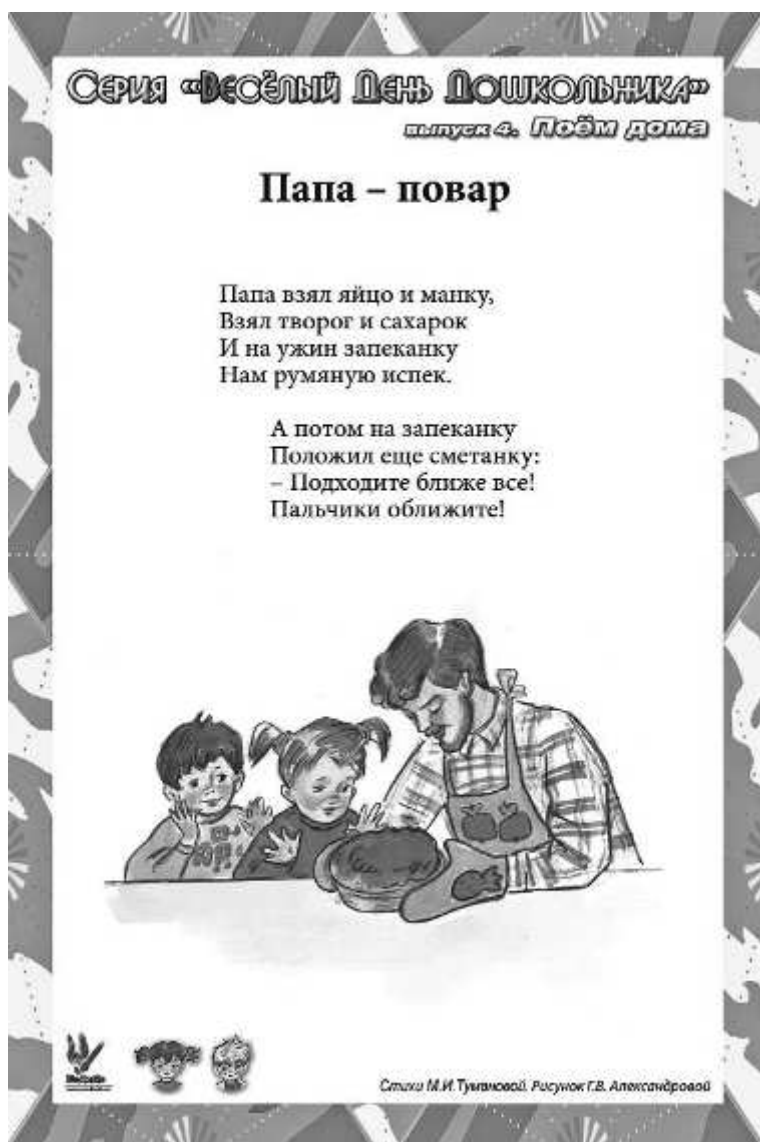 Серия «Весёлый День Дошкольника»
выпуск 4. Поём дома
Папа – повар
Папа взял яйцо и манку,
Взял творог и сахарок
И на ужин запеканку
Нам румяную испек.
А потом на запеканку
Положил еще сметанку:
– Подходите ближе все!
Пальчики оближите!
Стихи М.И.Тумановой. Рисунок Г.В. Александровой